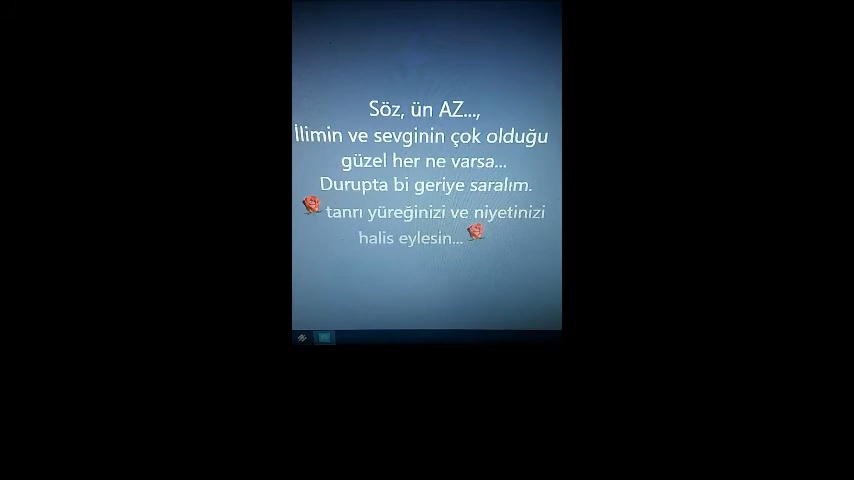 Söz, ün AZ...,
İlimin ve sevginin çok olduğu
güzel her ne varsa...
Durupta bi geriye saralım.
🌹 tanrı yüreğinizi ve niyetinizi
halis eylesin... 🌹